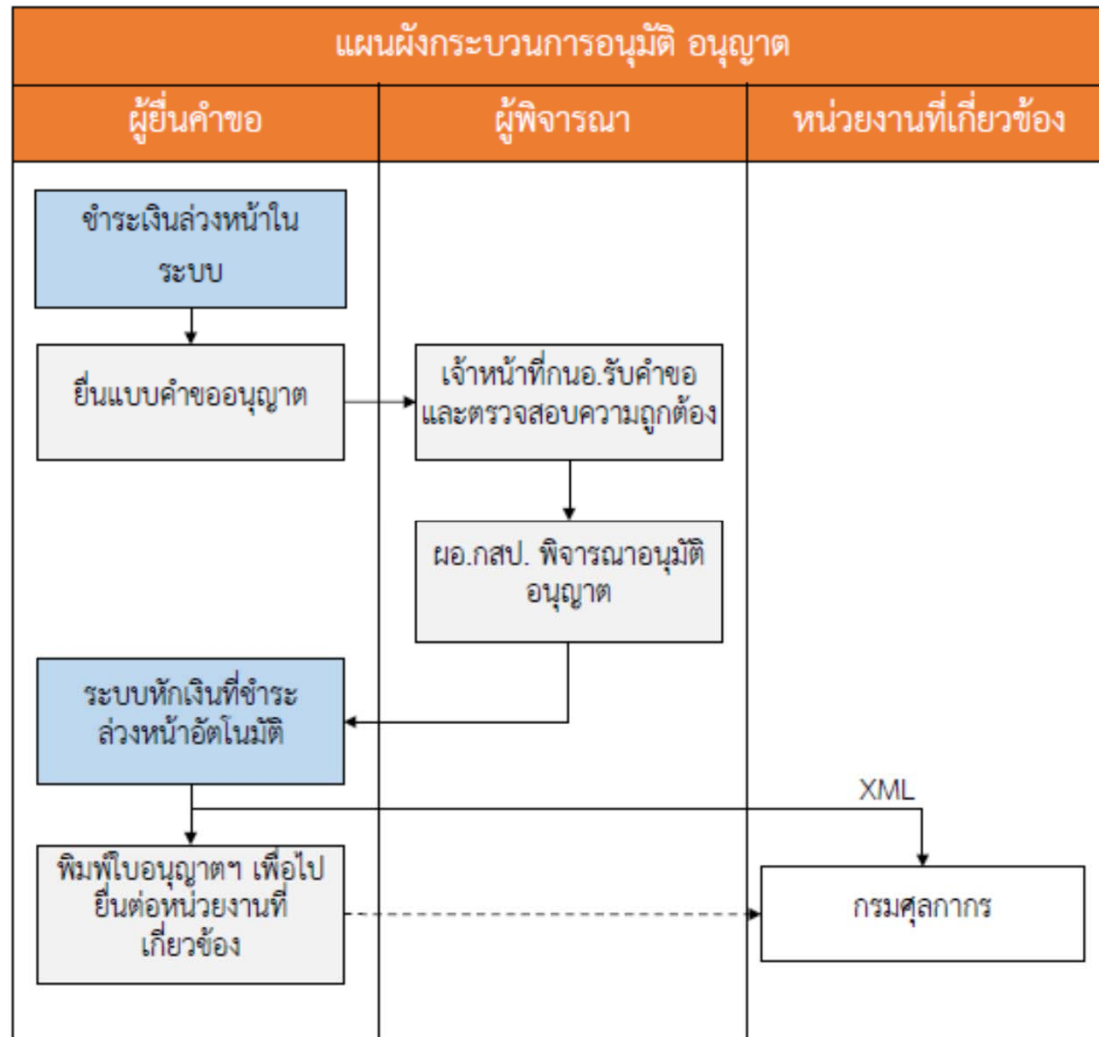 แผนผังกระบวนการอนุมัติ อนุญาต
ผู้ยื่นคำขอ
ผู้พิจารณา
หน่วยงานที่เกี่ยวข้อง
ชำระเงินล่วงหน้าใน
ระบบ
ยื่นแบบคำขออนุญาต
เจ้าหน้าที่กนอ.รับคำขอ
และตรวจสอบความถูกต้อง
ผอ.กสป. พิจารณาอนุมัติ
อนุญาต
ระบบหักเงินที่ชำระ
ล่วงหน้าอัตโนมัติ
XML
พิมพ์ใบอนุญาตฯ เพื่อไป
ยื่นต่อหน่วยงานที่
เกี่ยวข้อง
กรมศุลกากร